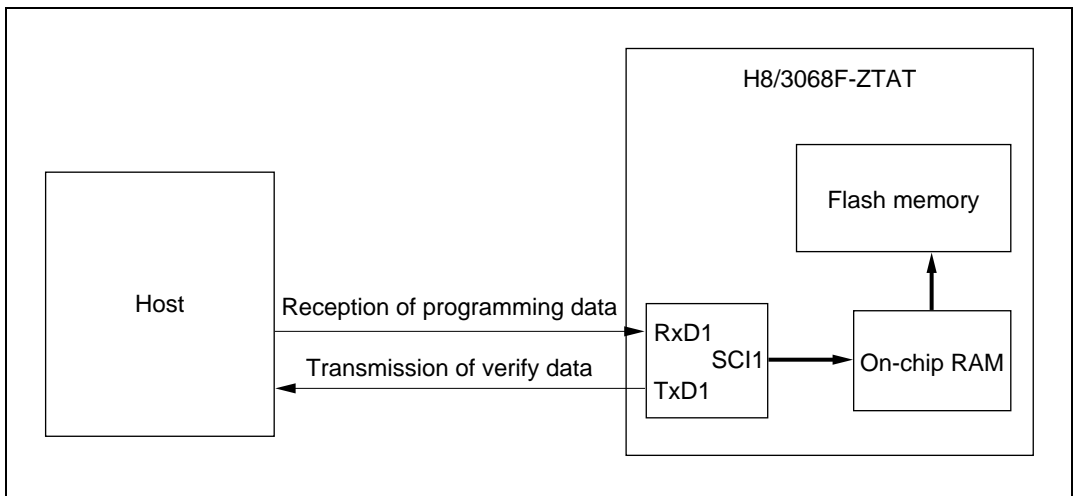 H8/3068F-ZTAT
Flash memory
Host
Reception of programming data
RxD1
SCI1
On-chip RAM
Transmission of verify data
TxD1